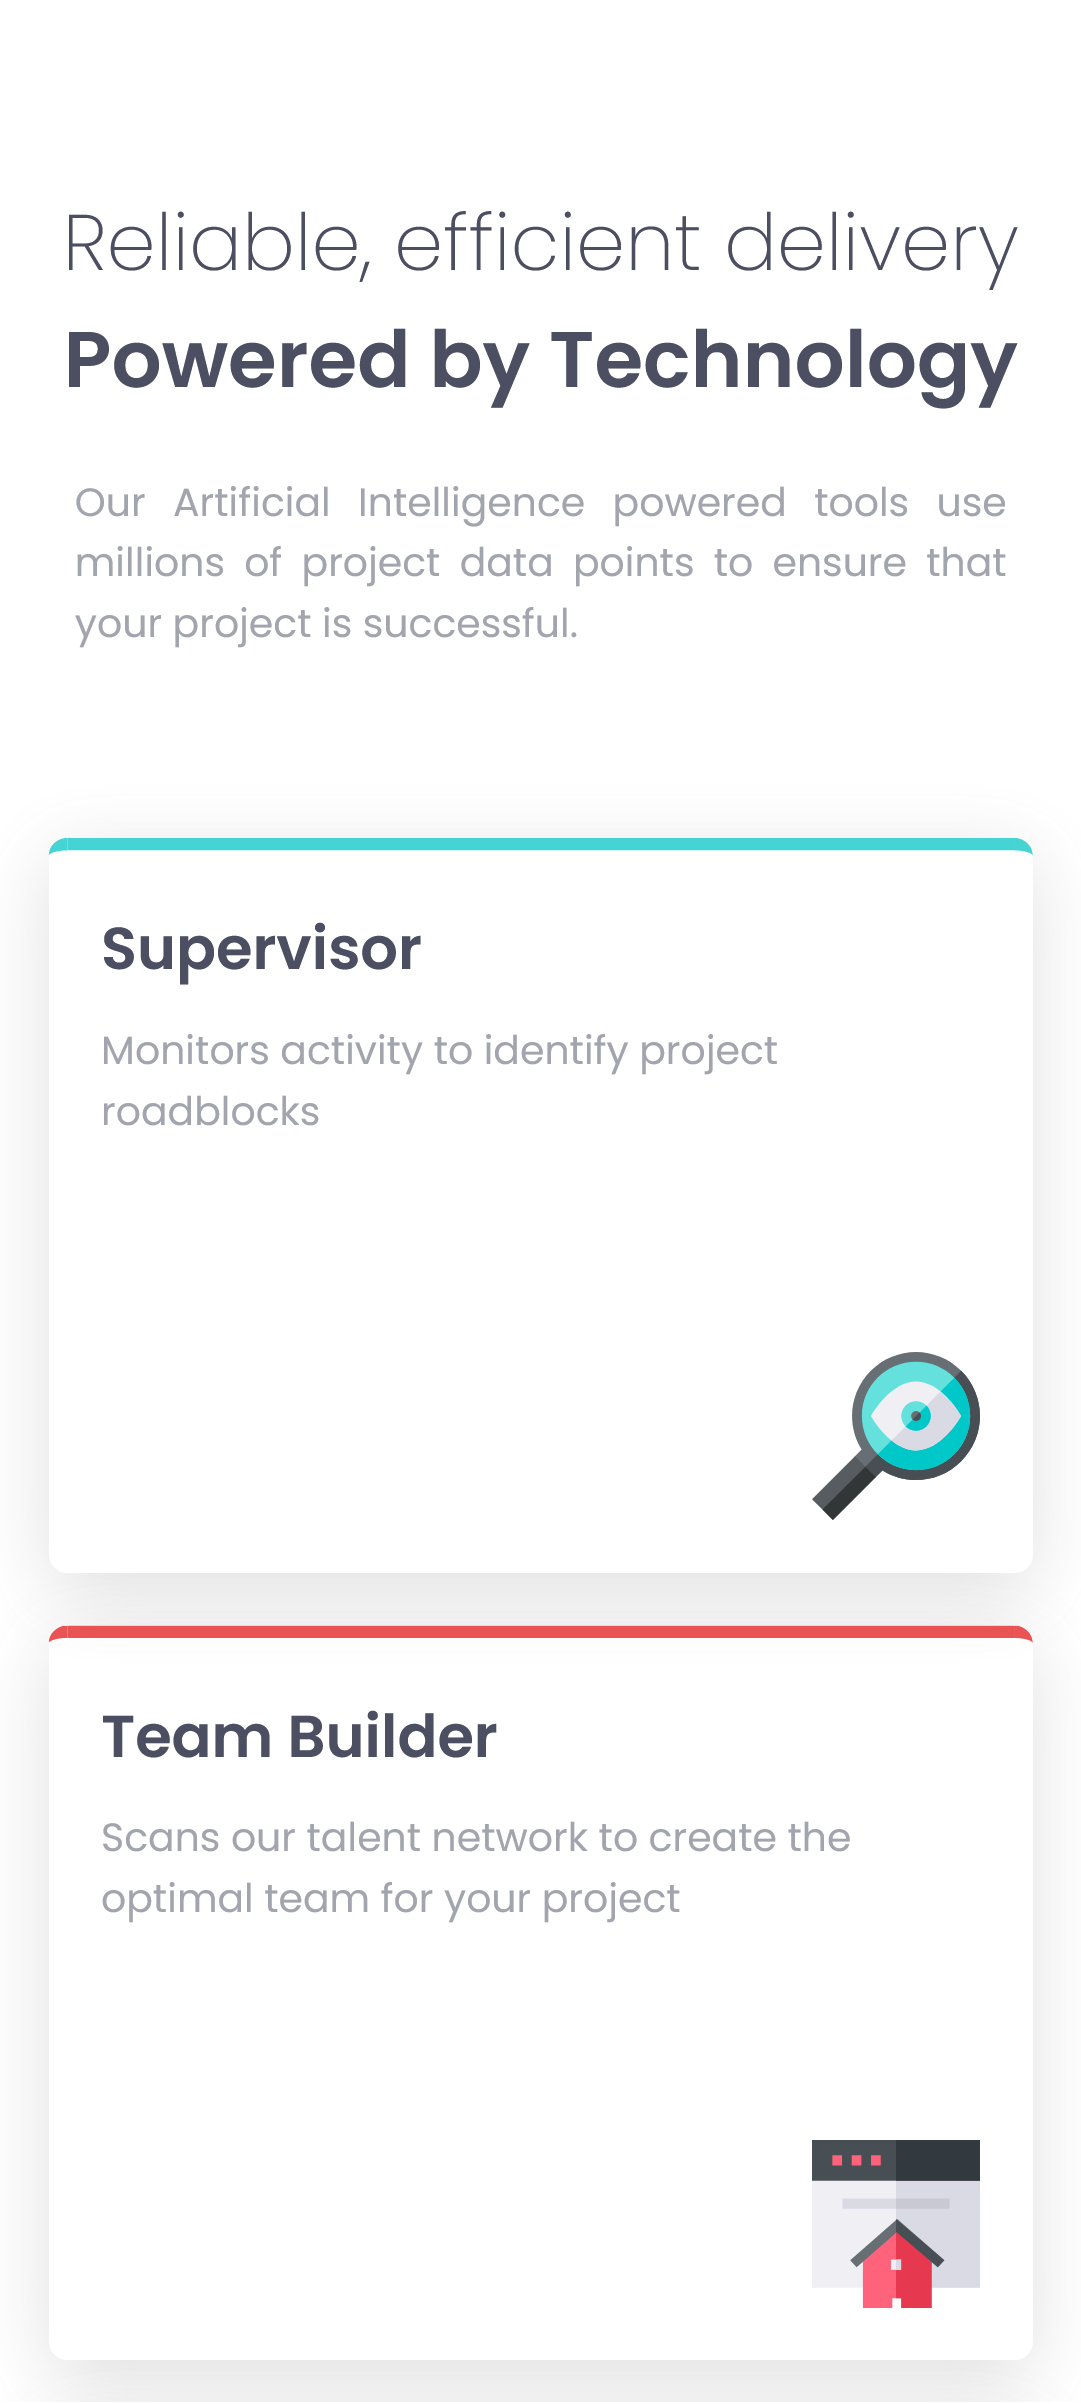 Reliable, efficient delivery
Powered by Technology
Our Artificial Intelligence powered tools use
millions of project data points to ensure that
your project is successful.
Supervisor
Monitors activity to identify project
roadblocks
Team Builder
Scans our talent network to create the
optimal team for your project